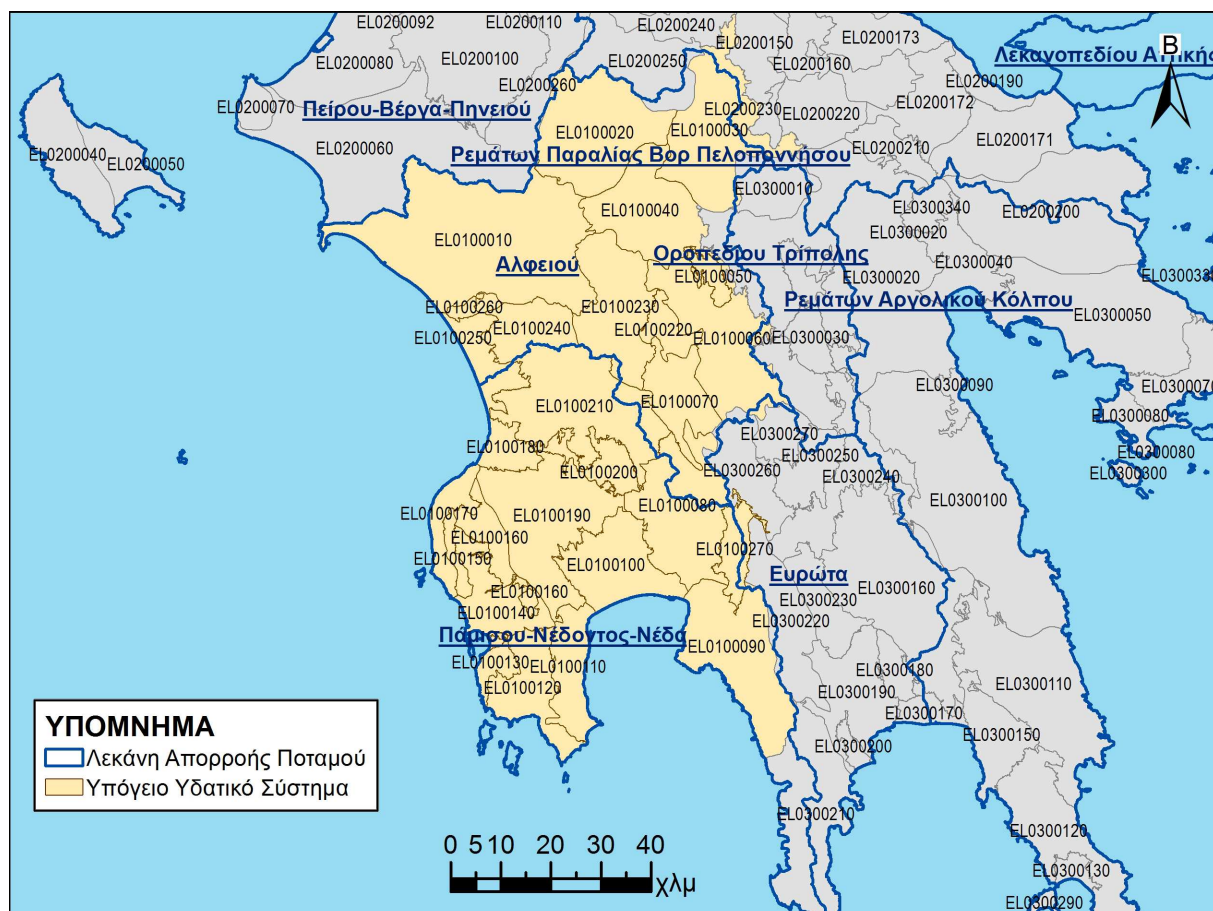 EL0200092
EL0200110
EL0200240
EL0200150
EL0200173
EL0200080
EL0200100
EL0200250
EL0200160
Λεκανοπεδίου Αττικής
Β
EL0200260
EL0200190
EL0200070
Πείρου-Βέργα-Πηνειού
EL0200230
EL0200220
EL0200172
EL0100020
EL0100030
EL0200171
EL0200040
EL0200050
EL0200060
Ρεμάτων Παραλίας Βορ Πελοποννήσου
EL0200210
EL0300010
EL0100040
EL0300340
EL0200200
EL0300020
EL0100010
Οροπεδίου Τρίπολης
Αλφειού
EL0100050
EL0300020
EL0300040
EL0300330
Ρεμάτων Αργολικού Κόλπου
EL0100260
EL0100230
EL0300050
EL0100250
EL0100240
EL0100220
EL0100060
EL0300030
EL0300090
EL0300070
EL0100210
EL0100070
EL0300080
EL0300270
EL0100180
EL0300250
EL0300080
EL0100200
EL0300260
EL0300240
EL0300300
EL0100080
EL0300100
EL0100170
EL0100190
EL0100160
EL0100150
EL0100270
EL0100100
Ευρώτα
EL0100160
EL0300160
EL0300230
EL0100140
EL0300220
Πάμισου-Νέδοντος-Νέδα
EL0100090
EL0100130
EL0100110
EL0300180
EL0100120
EL0300190
EL0300110
EL0300170
EL0300150
EL0300200
EL0300210
EL0300120
EL0300130
EL0300290
ΥΠΟΜΝΗΜΑ
Λεκάνη Απορροής Ποταμού
Υπόγειο Υδατικό Σύστημα
0 5 10 20 30 40
χλμ